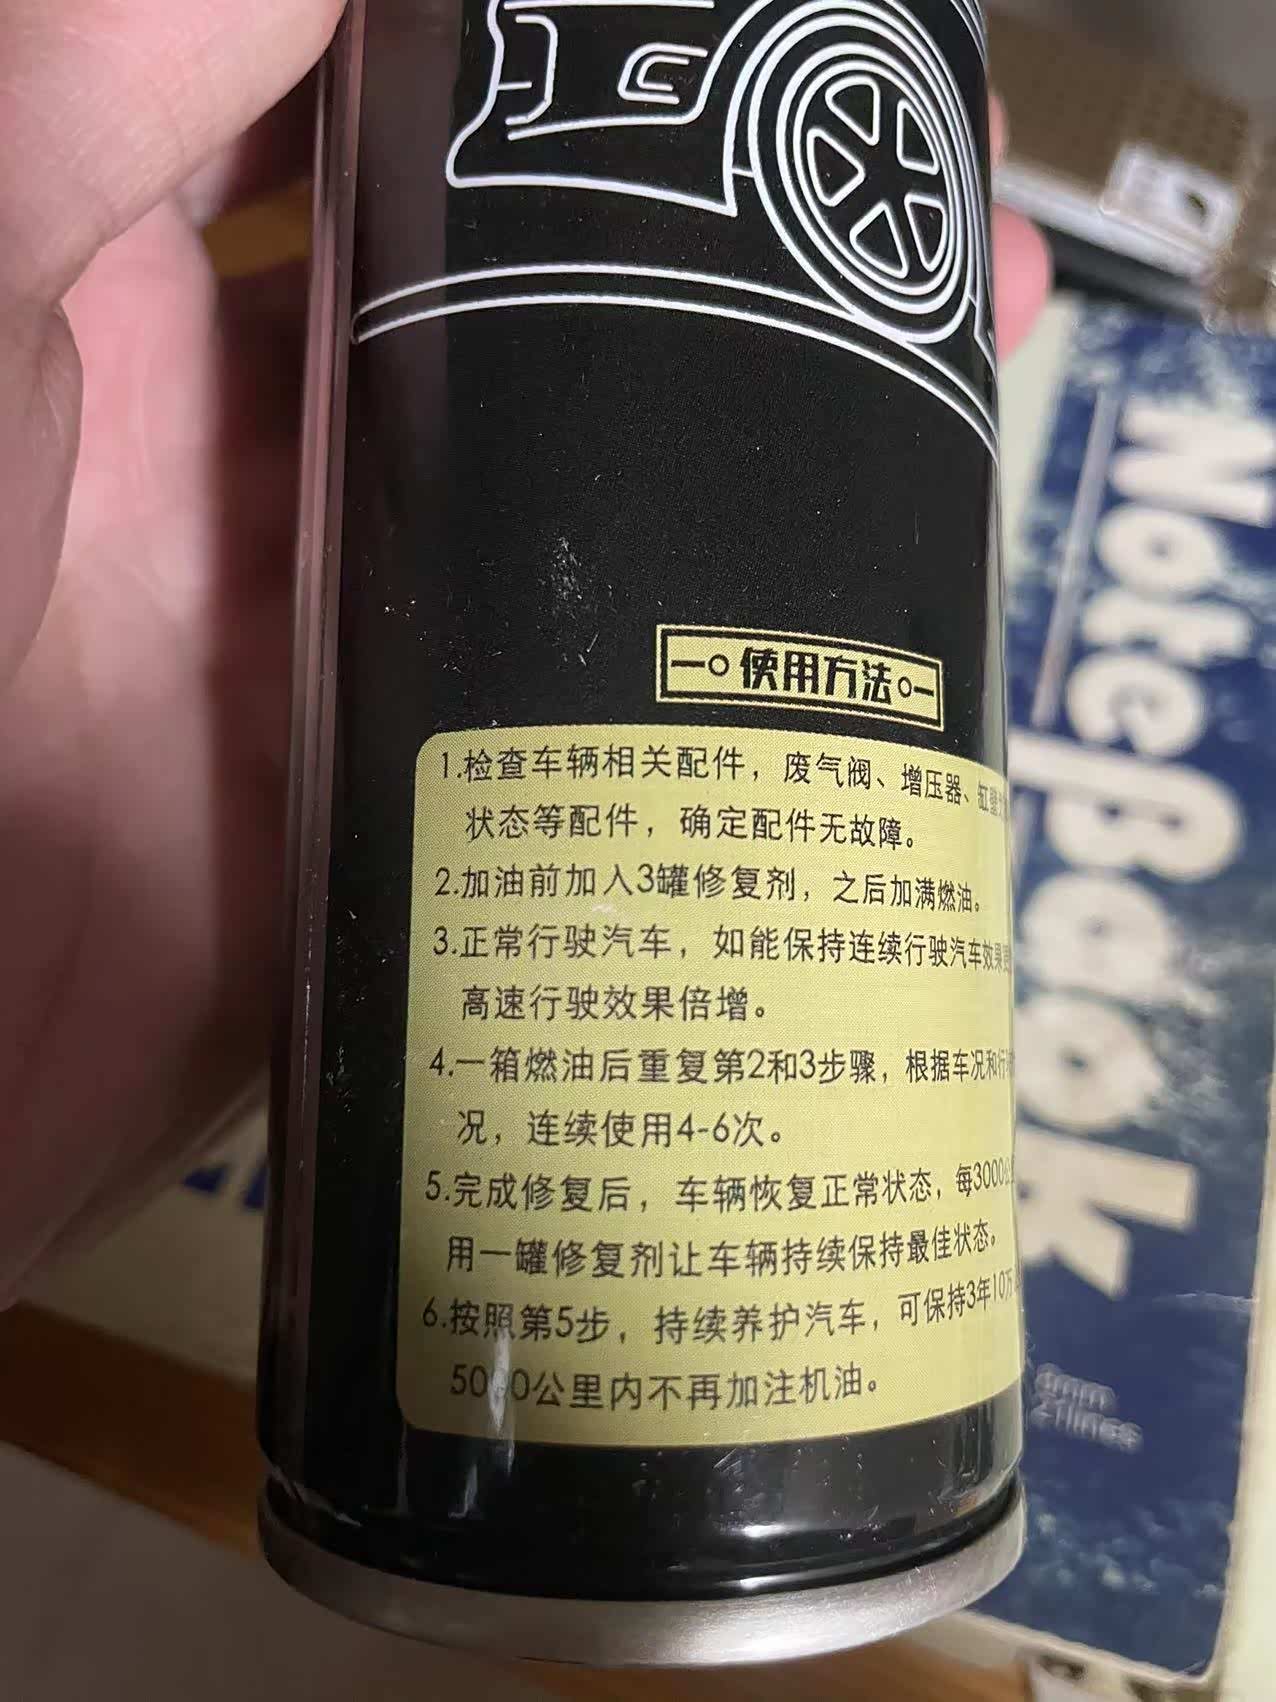 使用方法
1.检查车辆相关配件，废气阀、增压器、缸壁
状态等配件，确定配件无故障。
2.加油前加入3罐修复剂，之后加满燃油。
3.正常行驶汽车，如能保持连续行驶汽车效果
高速行驶效果倍增。
4.一箱燃油后重复第2和3步骤，根据车况和行
况，连续使用4-6次。
5.完成修复后，车辆恢复正常状态，每3000公
用一罐修复剂让车辆持续保持最佳状态。
6.按照第5步，持续养护汽车，可保持3年10万
5000公里内不再加注机油。
NoteBook